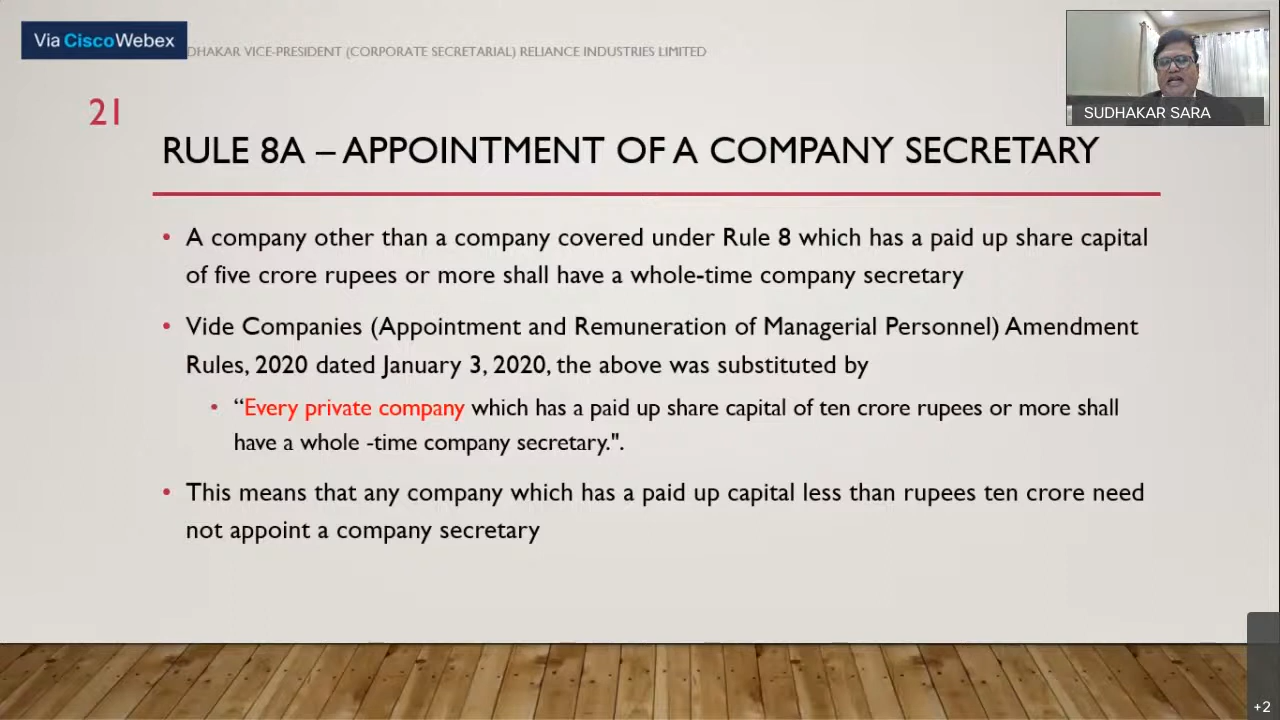 Via Cisco Webex
DHAKAR VICE-PRESIDENT (CORPORATE SECRETARIAL) RELIANCE INDUSTRIES LIMITED
SUDHAKAR SARA
21
RULE 8A – APPOINTMENT OF A COMPANY SECRETARY
• A company other than a company covered under Rule 8 which has a paid up share capital
of five crore rupees or more shall have a whole-time company secretary
• Vide Companies (Appointment and Remuneration of Managerial Personnel) Amendment
Rules, 2020 dated January 3, 2020, the above was substituted by
• “Every private company which has a paid up share capital of ten crore rupees or more shall
have a whole -time company secretary.".
• This means that any company which has a paid up capital less than rupees ten crore need
not appoint a company secretary
+2